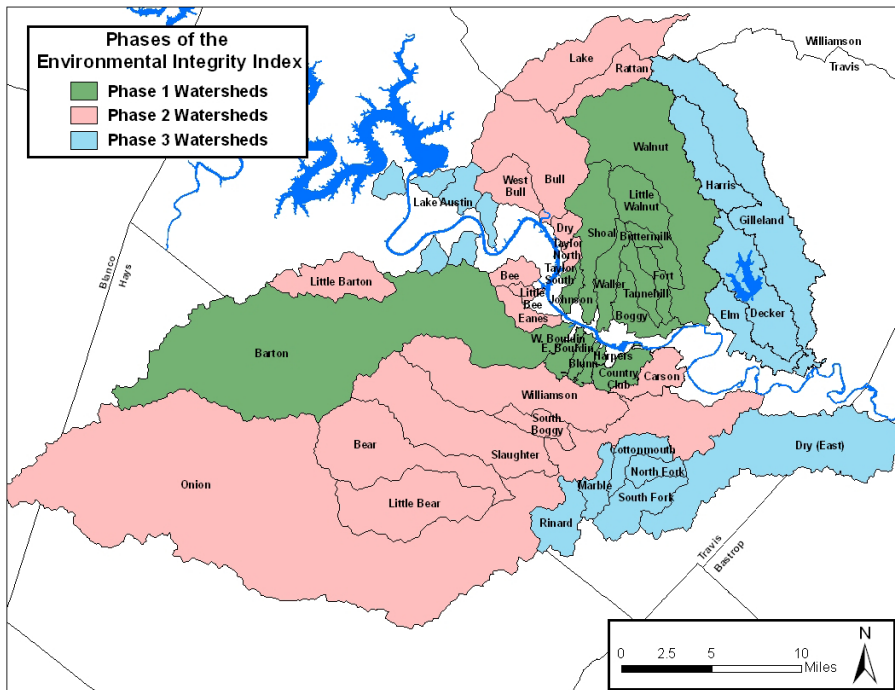 Phases of the
Environmental Integrity Index
Phase 1 Watersheds
Phase 2 Watersheds
Phase 3 Watersheds
Williamson
Travis
Lake
Rattan
Walnut
West
Bull
Bull
Harris
Little
Walnut
Lake Austin
Gilleland
Dry
Shoal
Buttermilk
Taylor
North
Taylor
South
Blanco
Hays
Bee
Little Barton
Fort
Little
Bee
Johnson
Waller
Tannehill
Boggy
Eanes
Elm
Decker
W. Bouldin
E. Bouldin
Harpers
Blunn
Barton
Country
Club
Carson
Williamson
South
Boggy
Bear
Slaughter
Cottonmouth
Dry (East)
North Fork
Onion
Marble
South Fork
Little Bear
Rinard
Travis
Bastrop
N
0 2.5 5 10
Miles